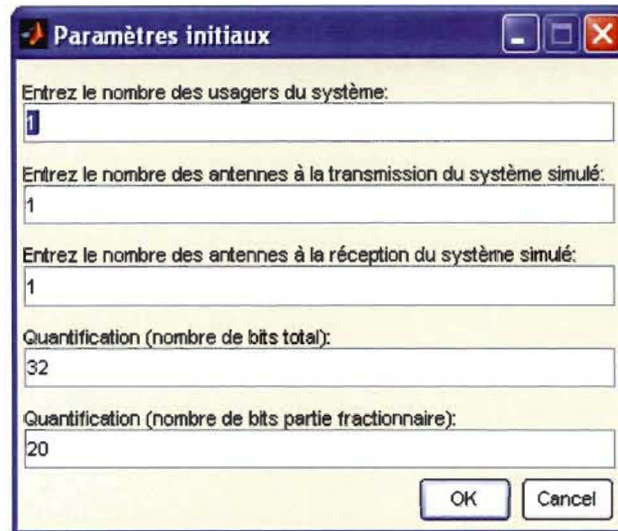 Paramètres initiaux
Entrez le nombre des usagers du système:
1
Entrez le nombre des antennes à la transmission du système simulé:
1
Entrez le nombre des antennes à la réception du système simulé:
1
Quantification (nombre de bits total):
32
Quantification (nombre de bits partie fractionnaire):
20
OK Cancel